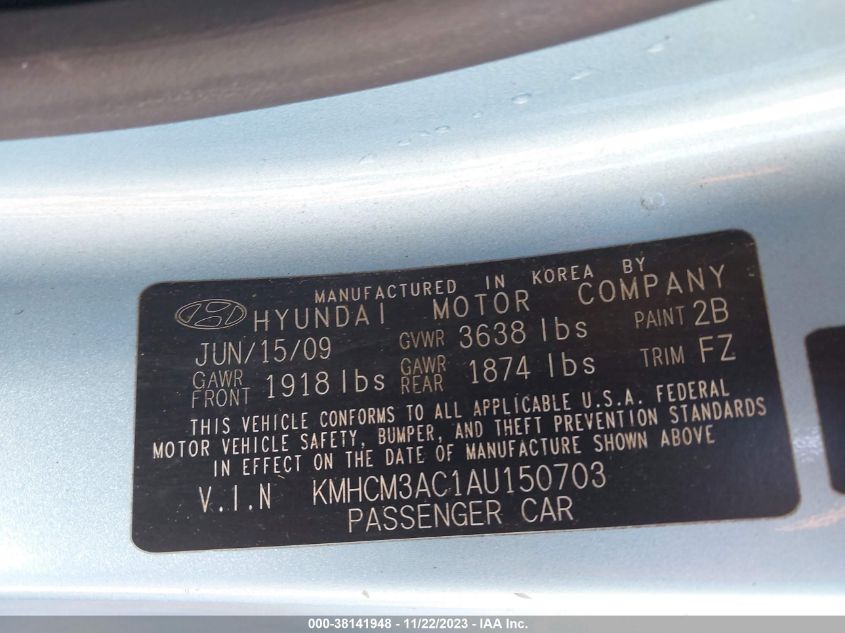 MANUFACTURED IN KOREA BY
HYUNDAI MOTOR COMPANY
JUN/15/09 GVWR 3638 lbs PAINT 2B
GAWR FRONT 1918 lbs GAWR REAR 1874 lbs TRIM FZ
THIS VEHICLE CONFORMS TO ALL APPLICABLE U.S.A. FEDERAL
MOTOR VEHICLE SAFETY, BUMPER, AND THEFT PREVENTION STANDARDS
IN EFFECT ON THE DATE OF MANUFACTURE SHOWN ABOVE
V.I.N KMHCM3AC1AU150703
PASSENGER CAR
000-38141948 - 11/22/2023 - IAA Inc.